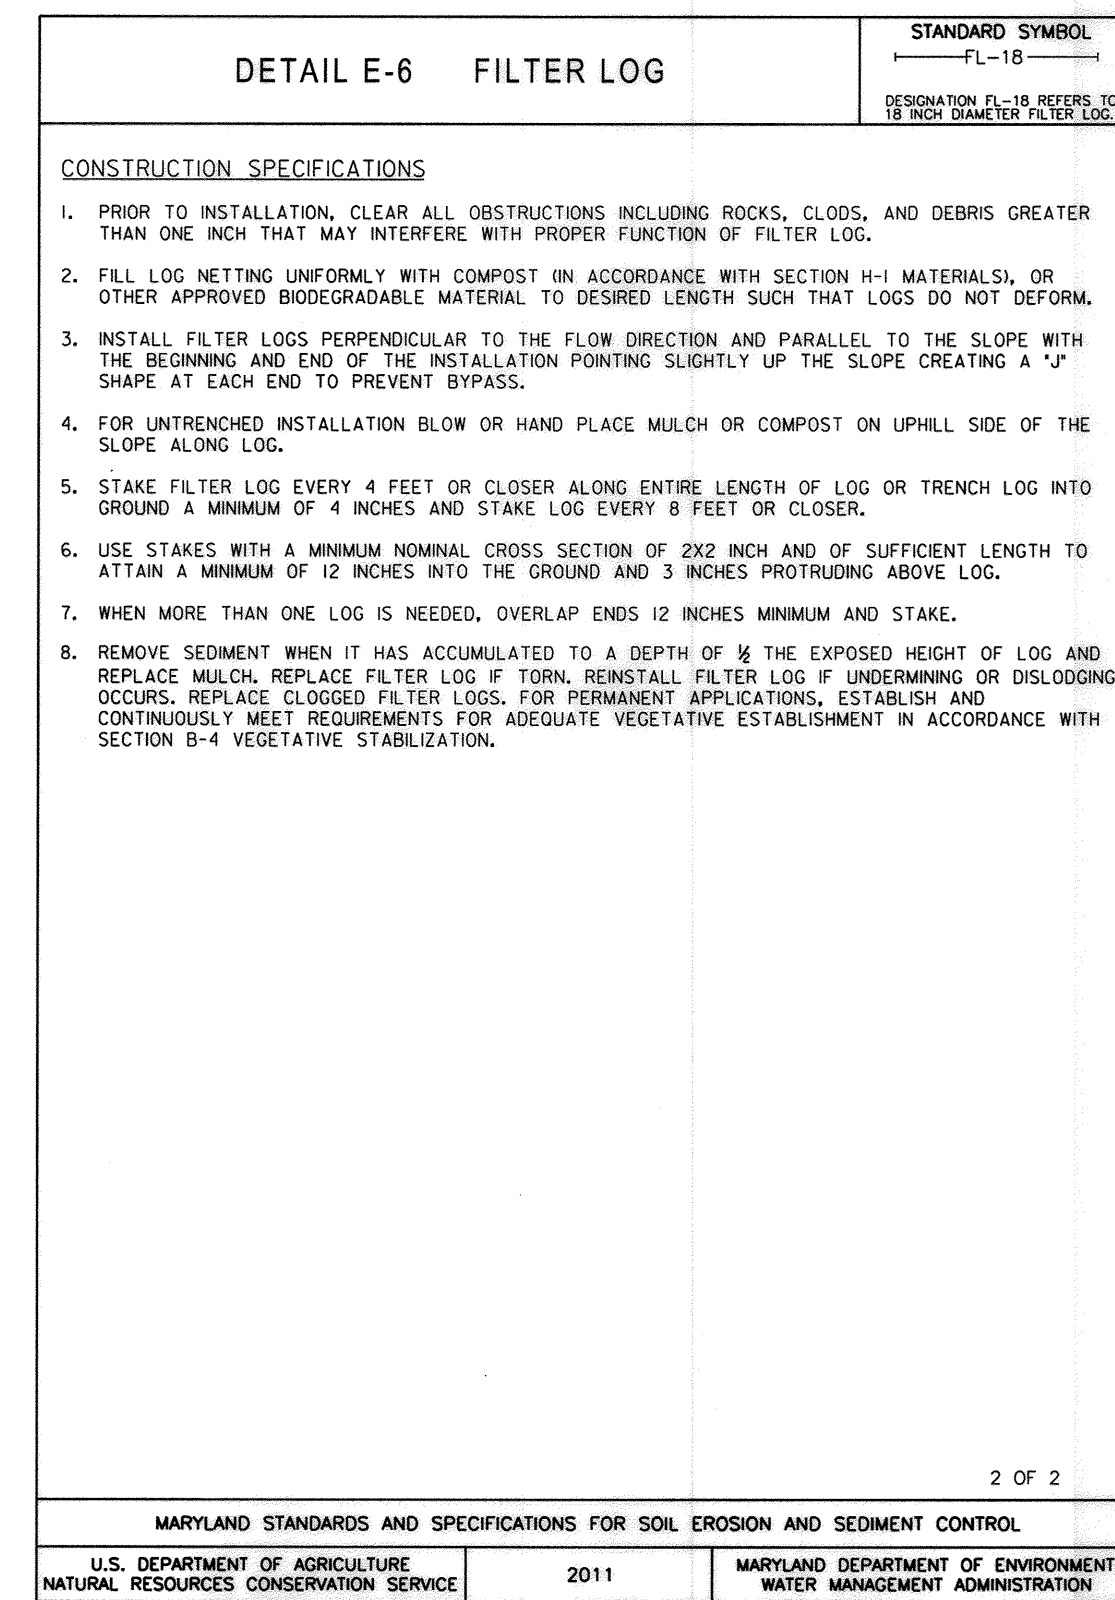 DETAIL E-6 FILTER LOG
STANDARD SYMBOL
FL-18
DESIGNATION FL-18 REFERS TO
18 INCH DIAMETER FILTER LOG.
CONSTRUCTION SPECIFICATIONS
1. PRIOR TO INSTALLATION, CLEAR ALL OBSTRUCTIONS INCLUDING ROCKS, CLODS, AND DEBRIS GREATER
THAN ONE INCH THAT MAY INTERFERE WITH PROPER FUNCTION OF FILTER LOG.
2. FILL LOG NETTING UNIFORMLY WITH COMPOST (IN ACCORDANCE WITH SECTION H-1 MATERIALS), OR
OTHER APPROVED BIODEGRADABLE MATERIAL TO DESIRED LENGTH SUCH THAT LOGS DO NOT DEFORM.
3. INSTALL FILTER LOGS PERPENDICULAR TO THE FLOW DIRECTION AND PARALLEL TO THE SLOPE WITH
THE BEGINNING AND END OF THE INSTALLATION POINTING SLIGHTLY UP THE SLOPE CREATING A "J"
SHAPE AT EACH END TO PREVENT BYPASS.
4. FOR UNTRENCHED INSTALLATION BLOW OR HAND PLACE MULCH OR COMPOST ON UPHILL SIDE OF THE
SLOPE ALONG LOG.
5. STAKE FILTER LOG EVERY 4 FEET OR CLOSER ALONG ENTIRE LENGTH OF LOG OR TRENCH LOG INTO
GROUND A MINIMUM OF 4 INCHES AND STAKE LOG EVERY 8 FEET OR CLOSER.
6. USE STAKES WITH A MINIMUM NOMINAL CROSS SECTION OF 2X2 INCH AND OF SUFFICIENT LENGTH TO
ATTAIN A MINIMUM OF 12 INCHES INTO THE GROUND AND 3 INCHES PROTRUDING ABOVE LOG.
7. WHEN MORE THAN ONE LOG IS NEEDED, OVERLAP ENDS 12 INCHES MINIMUM AND STAKE.
8. REMOVE SEDIMENT WHEN IT HAS ACCUMULATED TO A DEPTH OF ½ THE EXPOSED HEIGHT OF LOG AND
REPLACE MULCH. REPLACE FILTER LOG IF TORN. REINSTALL FILTER LOG IF UNDERMINING OR DISLODGING
OCCURS. REPLACE CLOGGED FILTER LOGS. FOR PERMANENT APPLICATIONS, ESTABLISH AND
CONTINUOUSLY MEET REQUIREMENTS FOR ADEQUATE VEGETATIVE ESTABLISHMENT IN ACCORDANCE WITH
SECTION B-4 VEGETATIVE STABILIZATION.
2 OF 2
MARYLAND STANDARDS AND SPECIFICATIONS FOR SOIL EROSION AND SEDIMENT CONTROL
U.S. DEPARTMENT OF AGRICULTURE
NATURAL RESOURCES CONSERVATION SERVICE
2011
MARYLAND DEPARTMENT OF ENVIRONMENT
WATER MANAGEMENT ADMINISTRATION